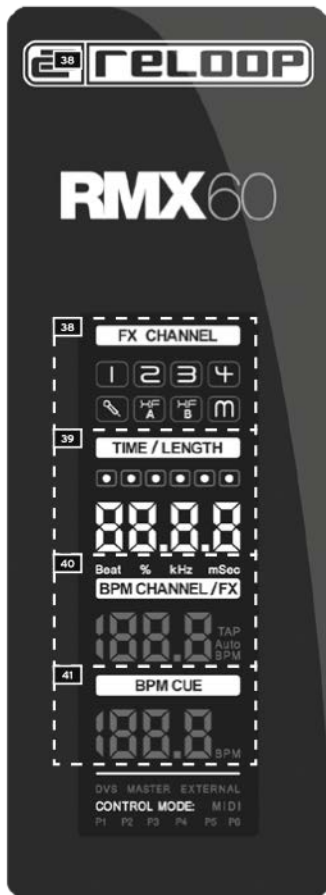 38
reloop
RMX60
38
FX CHANNEL
1 2 3 4
XF A XF B M
39
TIME / LENGTH
88.8.8
Beat % kHz mSec
40
BPM CHANNEL/FX
188.8 TAP Auto BPM
41
BPM CUE
188.8 BPM
DVS MASTER EXTERNAL
CONTROL MODE: MIDI
P1 P2 P3 P4 P5 P6